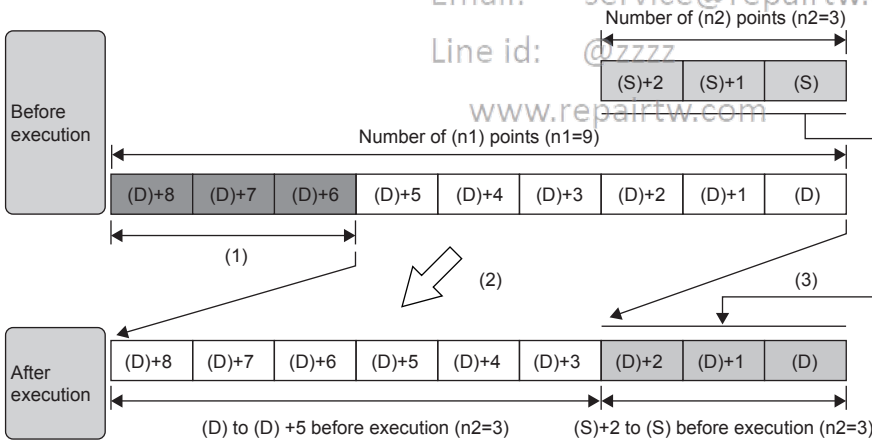 Email: service@repairtw.
Number of (n2) points (n2=3)
Line id: @zzzz
(S)+2 (S)+1 (S)
www.repairtw.com
Before
execution
Number of (n1) points (n1=9)
(D)+8 (D)+7 (D)+6 (D)+5 (D)+4 (D)+3 (D)+2 (D)+1 (D)
(1)
(2)
(3)
After
execution
(D)+8 (D)+7 (D)+6 (D)+5 (D)+4 (D)+3 (D)+2 (D)+1 (D)
(D) to (D) +5 before execution (n2=3)
(S)+2 to (S) before execution (n2=3)